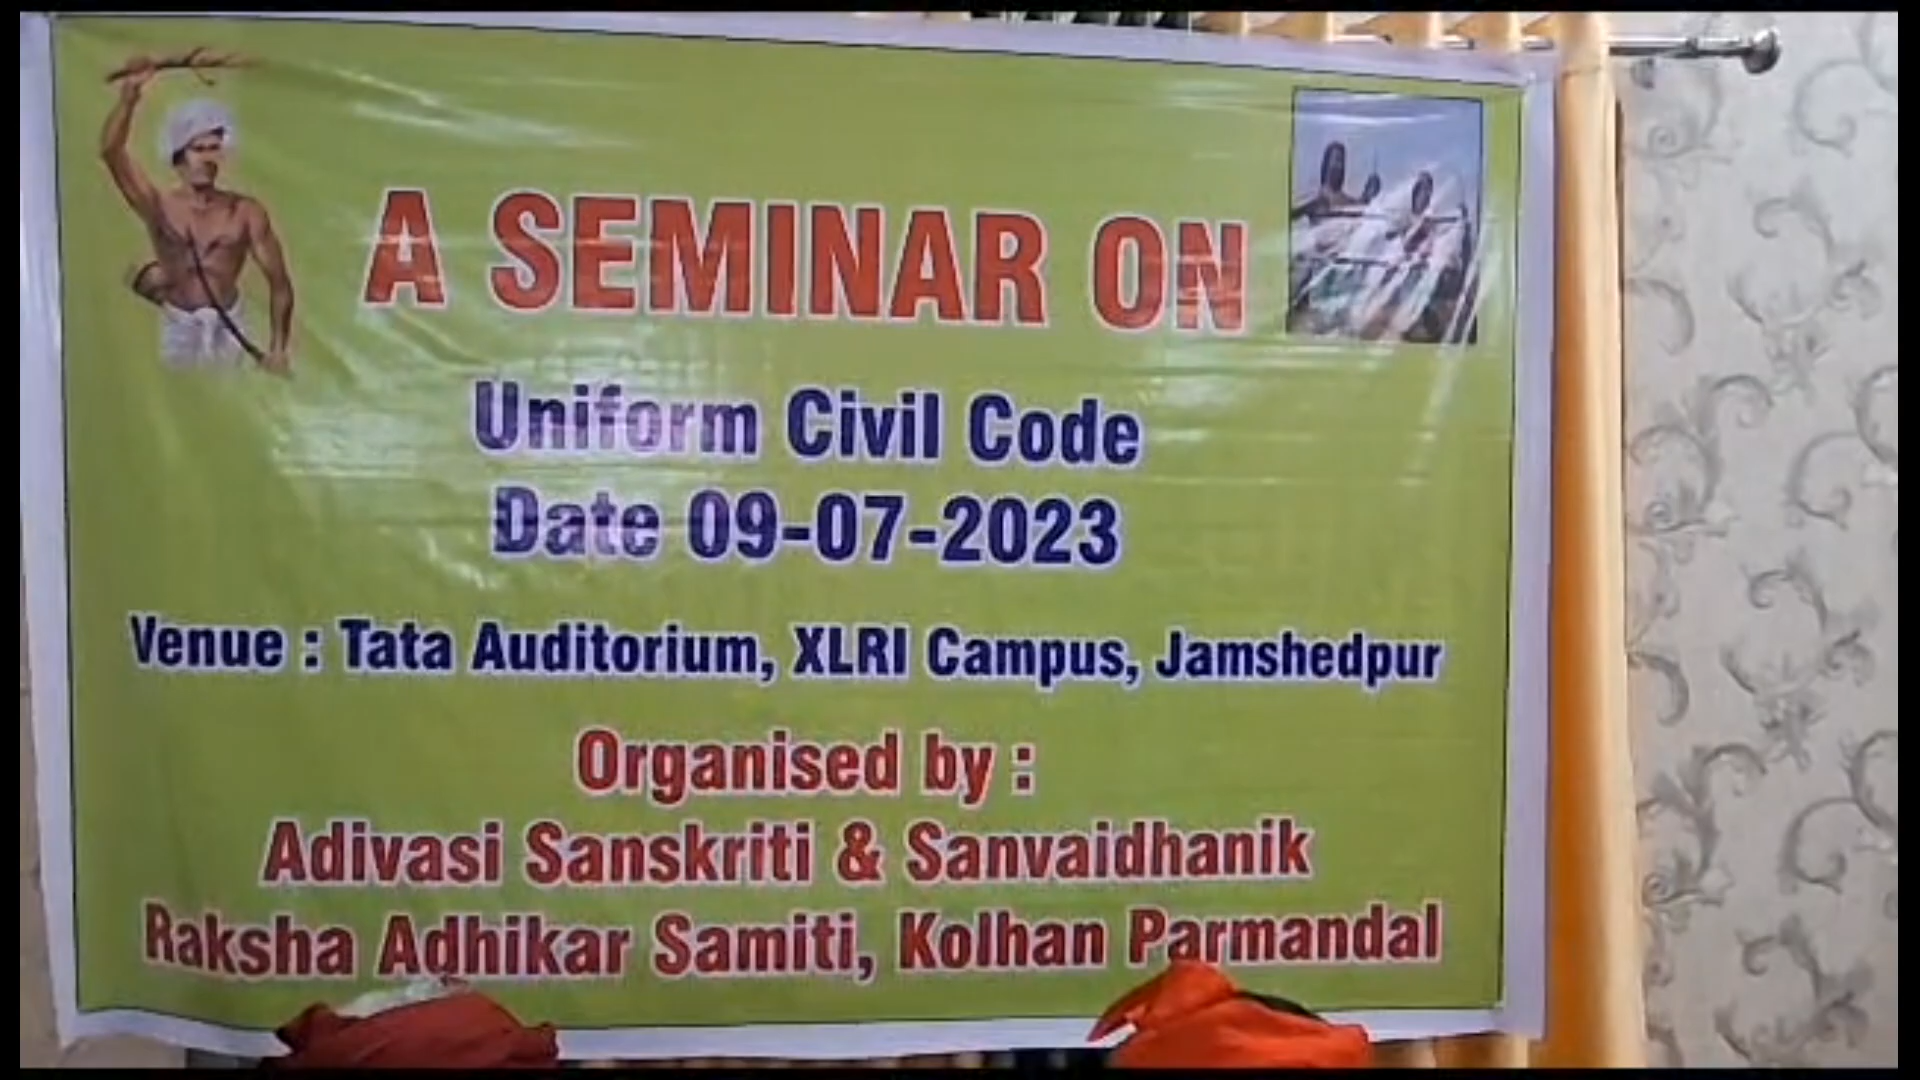 A SEMINAR ON
Uniform Civil Code
Date 09-07-2023
Venue : Tata Auditorium, XLRI Campus, Jamshedpur
Organised by :
Adivasi Sanskriti & Sanvaidhanik
Raksha Adhikar Samiti, Kolhan Parmandal